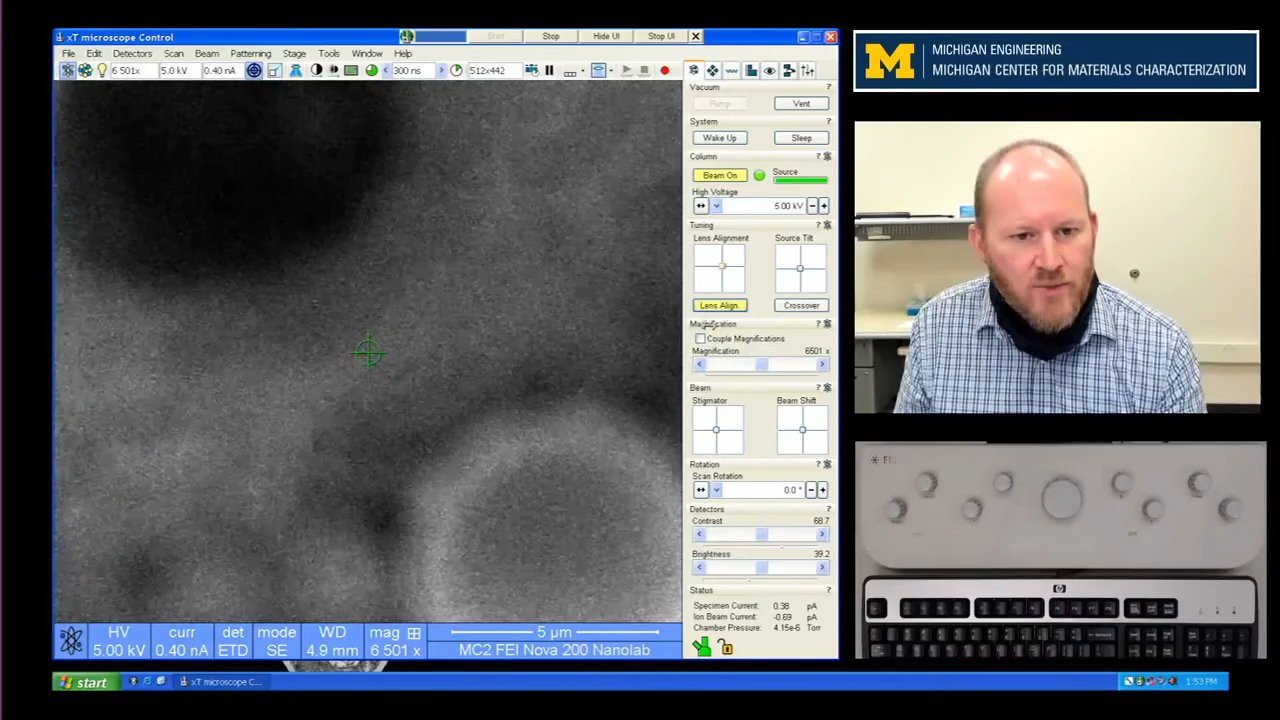 xT microscope Control
Start Stop Hide UI Stop UI
File Edit Detectors Scan Beam Patterning Stage Tools Window Help
6 501x 5.0 kV 0.40 nA 300 ns 512x442
Vacuum ?
Pump Vent
System ?
Wake Up Sleep
Column ?
Beam On Source
High Voltage
5.00 kV
Tuning ?
Lens Alignment Source Tilt
Lens Align. Crossover
Magnification ?
Couple Magnifications
Magnification 6501 x
Beam ?
Stigmator Beam Shift
Rotation ?
Scan Rotation
0.0 °
Detectors ?
Contrast 68.7
Brightness 39.2
Status ?
Specimen Current: 0.38 pA
Ion Beam Current: -0.69 pA
Chamber Pressure: 4.15e-6 Torr
HV curr det mode WD mag 5 µm
5.00 kV 0.40 nA ETD SE 4.9 mm 6 501 x MC2 FEI Nova 200 Nanolab
start xT microscope C... 1:53 PM
M MICHIGAN ENGINEERING
MICHIGAN CENTER FOR MATERIALS CHARACTERIZATION
hp